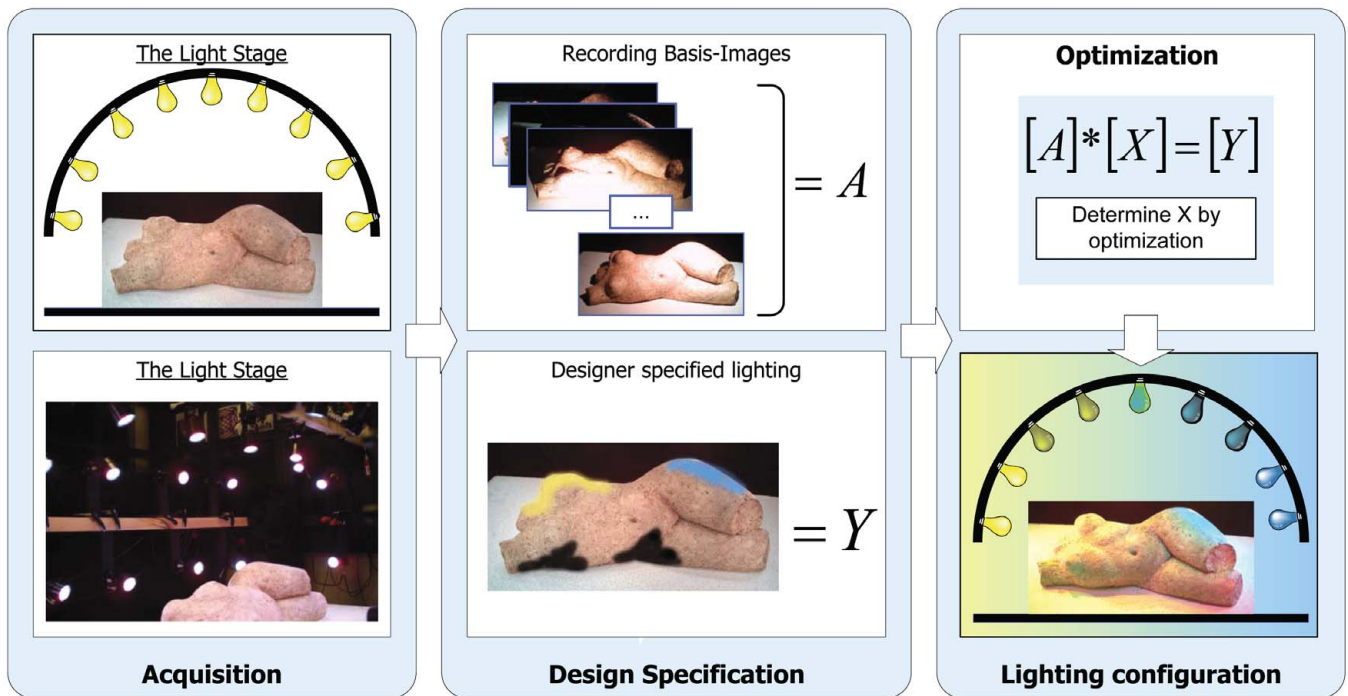 The Light Stage
The Light Stage
Acquisition
Recording Basis-Images
...
= A
Designer specified lighting
= Y
Design Specification
Optimization
[A]*[X]=[Y]
Determine X by
optimization
Lighting configuration